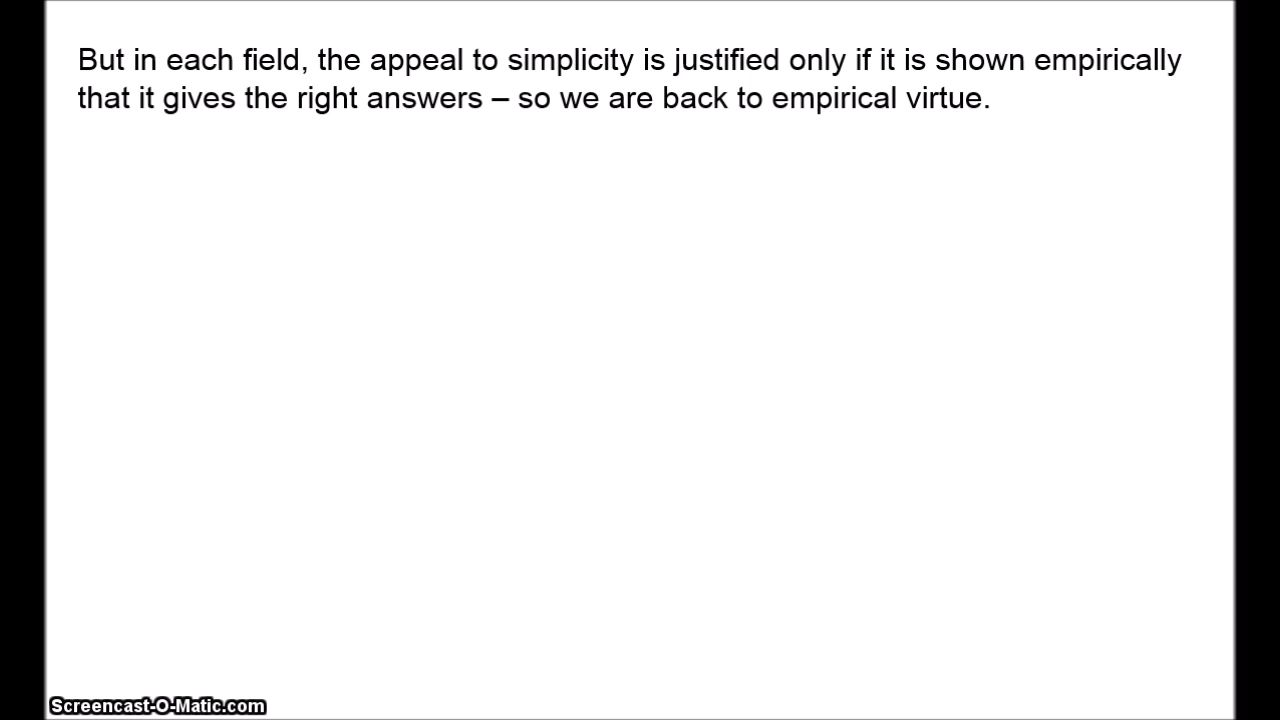 But in each field, the appeal to simplicity is justified only if it is shown empirically
that it gives the right answers – so we are back to empirical virtue.
Screencast-O-Matic.com